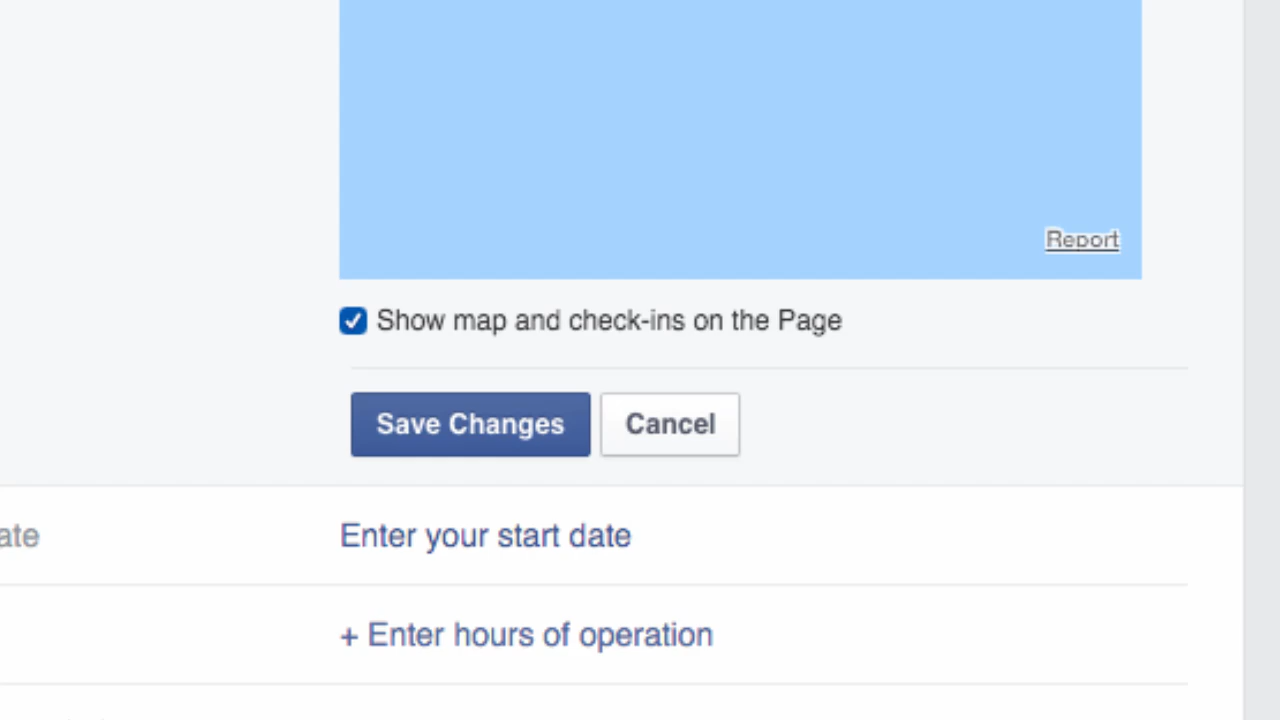 Report
Show map and check-ins on the Page
Save Changes Cancel
ate Enter your start date
+ Enter hours of operation